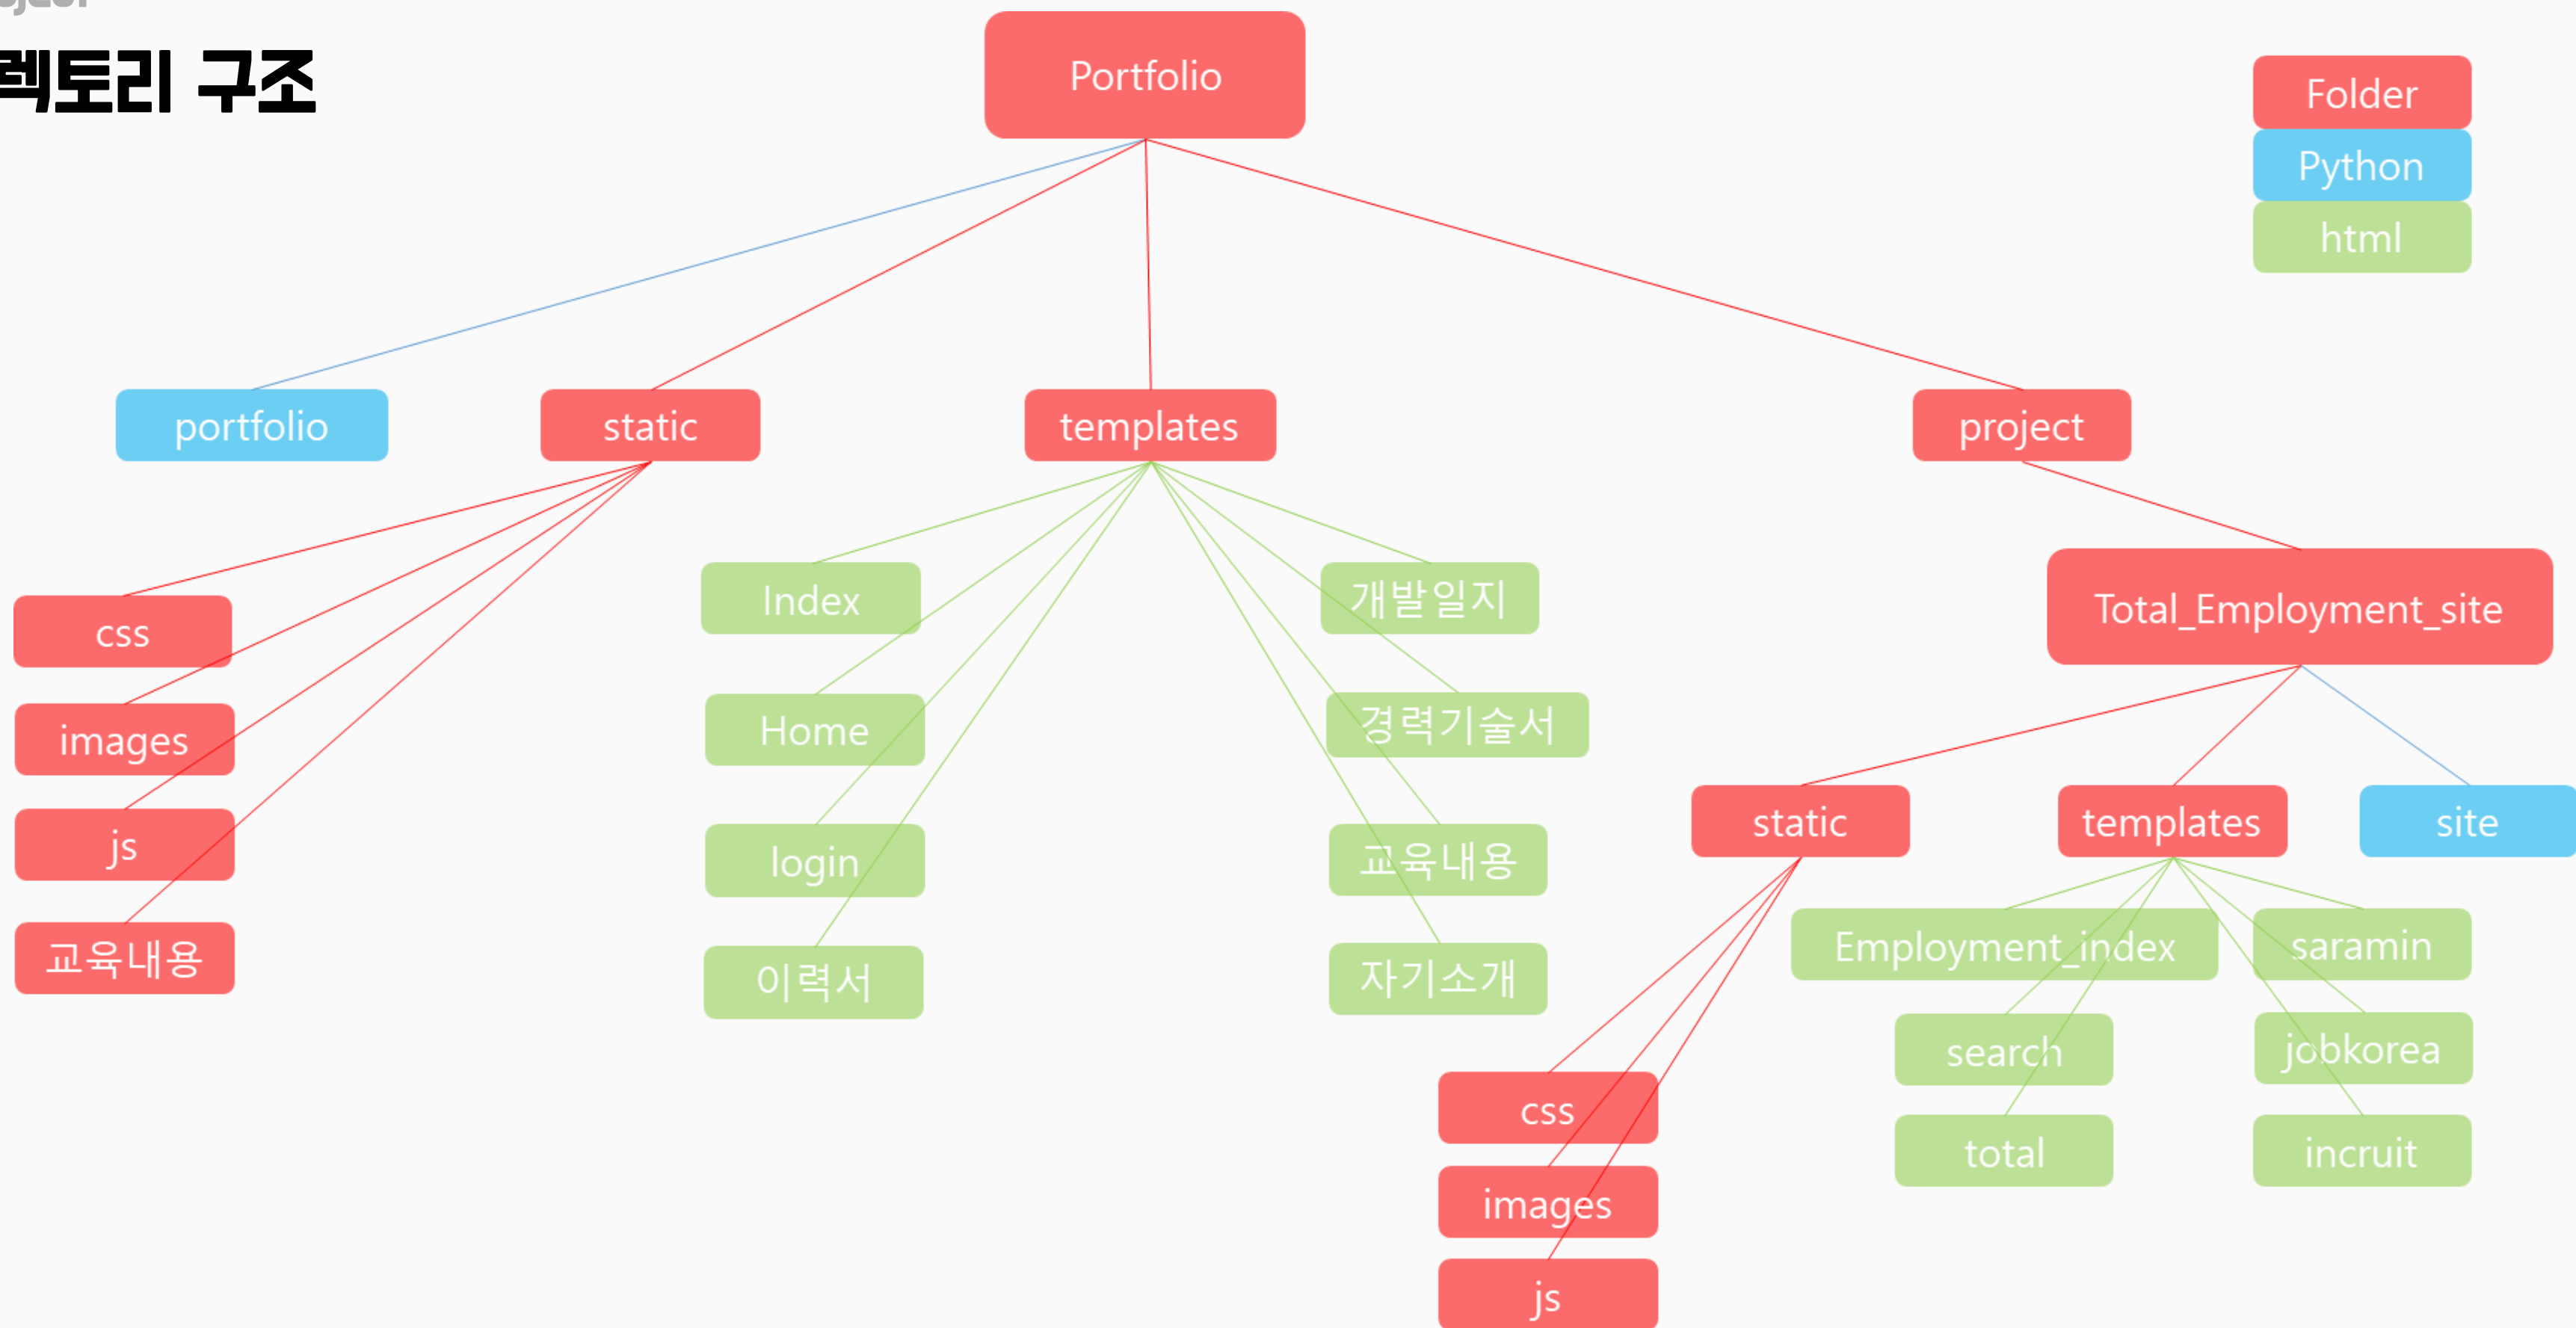 렉토리 구조
Portfolio
Folder
Python
html
portfolio
static
templates
project
css
images
js
교육내용
Index
Home
login
이력서
개발일지
경력기술서
교육내용
자기소개
Total_Employment_site
static
templates
site
css
images
js
Employment_index
search
total
saramin
jobkorea
incruit